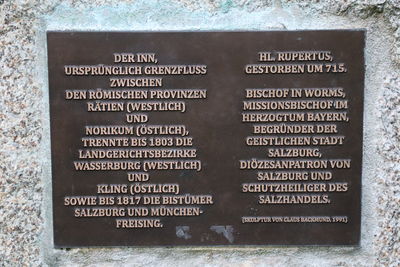 DER INN,
URSPRÜNGLICH GRENZFLUSS
ZWISCHEN
DEN RÖMISCHEN PROVINZEN
RÄTIEN (WESTLICH)
UND
NORIKUM (ÖSTLICH),
TRENNTE BIS 1803 DIE
LANDGERICHTSBEZIRKE
WASSERBURG (WESTLICH)
UND
KLING (ÖSTLICH)
SOWIE BIS 1817 DIE BISTÜMER
SALZBURG UND MÜNCHEN-
FREISING.
HL. RUPERTUS,
GESTORBEN UM 715.
BISCHOF IN WORMS,
MISSIONSBISCHOF IM
HERZOGTUM BAYERN,
BEGRÜNDER DER
GEISTLICHEN STADT
SALZBURG,
DIÖZESANPATRON VON
SALZBURG UND
SCHUTZHEILIGER DES
SALZHANDELS.
(SKULPTUR VON CLAUS BACKMUND, 1991)